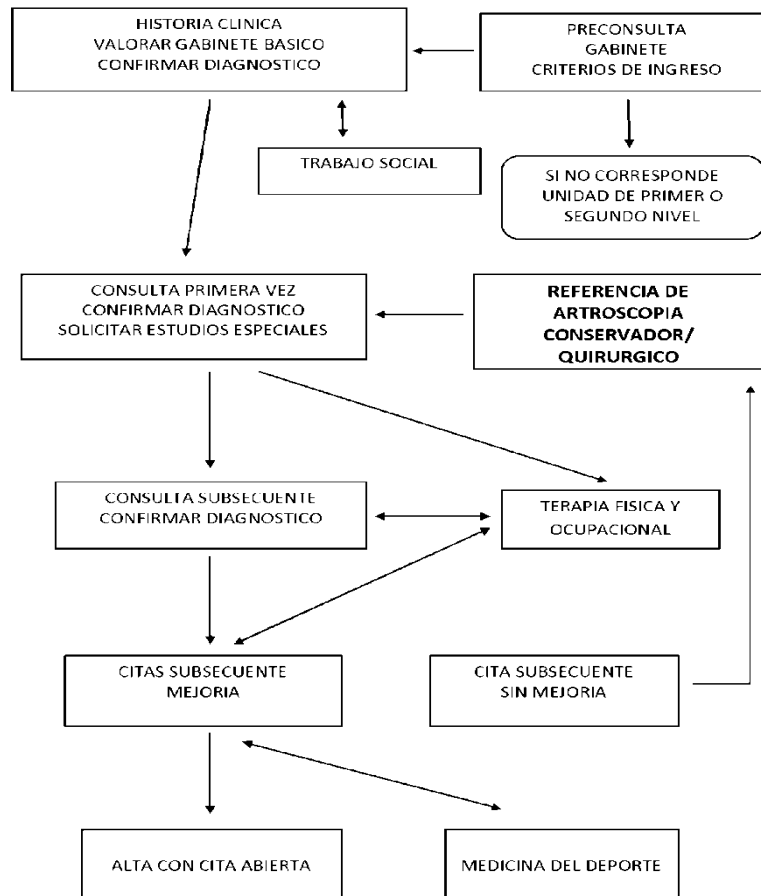 HISTORIA CLINICA
VALORAR GABINETE BASICO
CONFIRMAR DIAGNOSTICO
PRECONSULTA
GABINETE
CRITERIOS DE INGRESO
TRABAJO SOCIAL
SI NO CORRESPONDE
UNIDAD DE PRIMER O
SEGUNDO NIVEL
CONSULTA PRIMERA VEZ
CONFIRMAR DIAGNOSTICO
SOLICITAR ESTUDIOS ESPECIALES
REFERENCIA DE
ARTROSCOPIA
CONSERVADOR/
QUIRURGICO
CONSULTA SUBSECUENTE
CONFIRMAR DIAGNOSTICO
TERAPIA FISICA Y
OCUPACIONAL
CITAS SUBSECUENTE
MEJORIA
CITA SUBSECUENTE
SIN MEJORIA
ALTA CON CITA ABIERTA
MEDICINA DEL DEPORTE